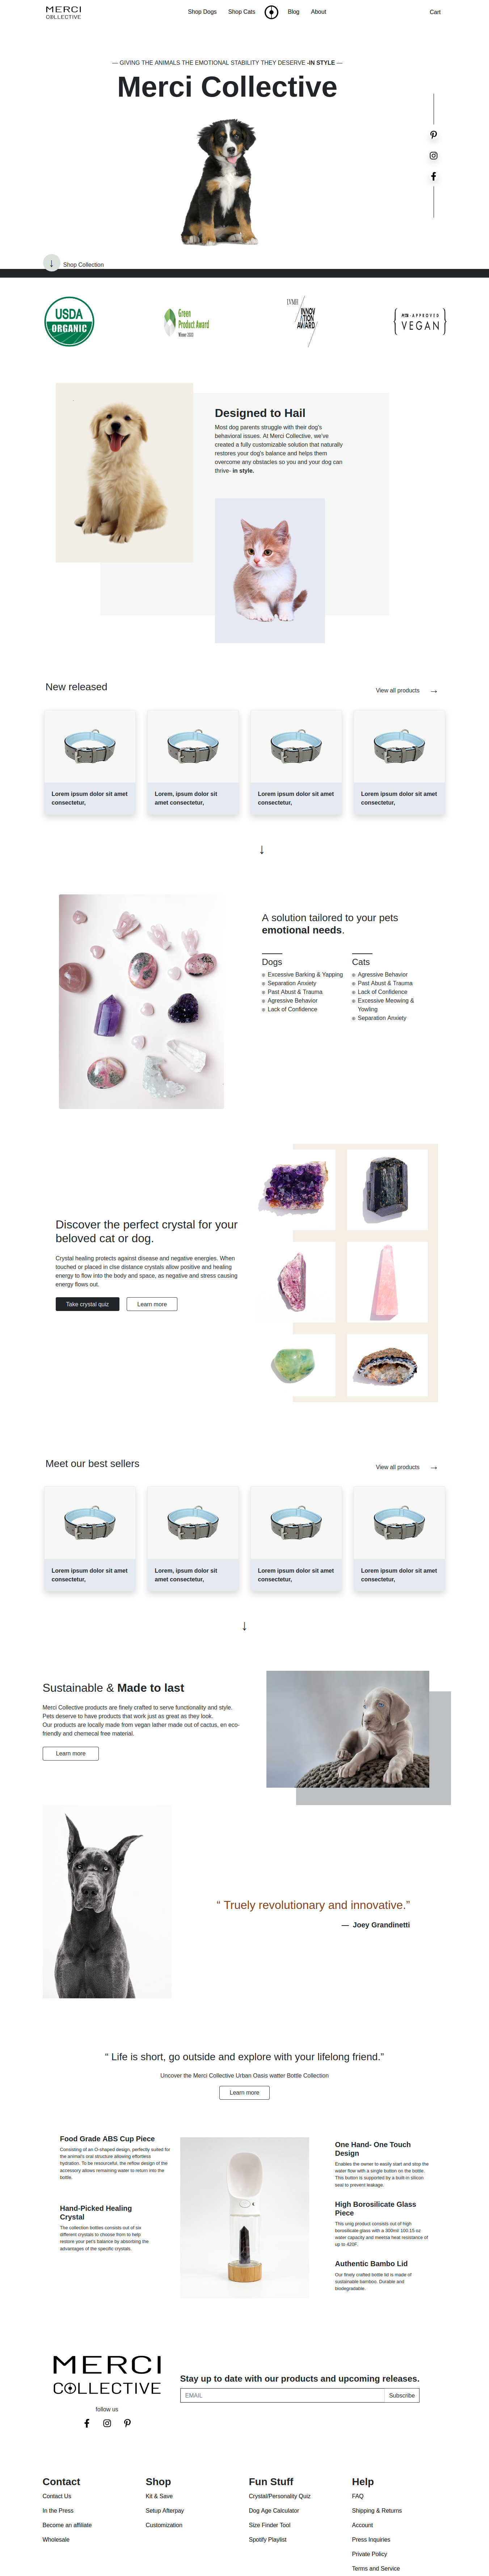 MERCI
COLLECTIVE
Shop Dogs
Shop Cats
Blog
About
Cart
— GIVING THE ANIMALS THE EMOTIONAL STABILITY THEY DESERVE -IN STYLE —
Merci Collective
↓ Shop Collection
USDA
ORGANIC
Green
Product Award
Winner 2022
LVMH
INNOV
ATION
AWARD
APPROVED
VEGAN
Designed to Hail
Most dog parents struggle with their dog's
behavioral issues. At Merci Collective, we've
created a fully customizable solution that naturally
restores your dog's balance and helps them
overcome any obstacles so you and your dog can
thrive- in style.
New released
View all products →
Lorem ipsum dolor sit amet
consectetur,
Lorem, ipsum dolor sit
amet consectetur,
Lorem ipsum dolor sit amet
consectetur,
Lorem ipsum dolor sit amet
consectetur,
↓
A solution tailored to your pets
emotional needs.
Dogs
Excessive Barking & Yapping
Separation Anxiety
Past Abust & Trauma
Agressive Behavior
Lack of Confidence
Cats
Agressive Behavior
Past Abust & Trauma
Lack of Confidence
Excessive Meowing &
Yowling
Separation Anxiety
Discover the perfect crystal for your
beloved cat or dog.
Crystal healing protects against disease and negative energies. When
touched or placed in clse distance crystals allow positive and healing
energy to flow into the body and space, as negative and stress causing
energy flows out.
Take crystal quiz
Learn more
Meet our best sellers
View all products →
Lorem ipsum dolor sit amet
consectetur,
Lorem, ipsum dolor sit
amet consectetur,
Lorem ipsum dolor sit amet
consectetur,
Lorem ipsum dolor sit amet
consectetur,
↓
Sustainable & Made to last
Merci Collective products are finely crafted to serve functionality and style.
Pets deserve to have products that work just as great as they look.
Our products are locally made from vegan lather made out of cactus, en eco-
friendly and chemecal free material.
Learn more
“ Truely revolutionary and innovative.”
— Joey Grandinetti
“ Life is short, go outside and explore with your lifelong friend.”
Uncover the Merci Collective Urban Oasis watter Bottle Collection
Learn more
Food Grade ABS Cup Piece
Consisting of an O-shaped design, perfectly suited for
the animal's oral structure allowing effortless
hydration. To be resourceful, the reflow design of the
accessory allows remaining water to return into the
bottle.
Hand-Picked Healing
Crystal
The collection bottles consists out of six
different crystals to choose from to help
restore your pet's balance by absorbing the
advantages of the specific crystals.
One Hand- One Touch
Design
Enables the owner to easily start and stop the
water flow with a single button on the bottle.
This button is supported by a built-in silicon
seal to prevent leakage.
High Borosilicate Glass
Piece
This uniq product consists out of high
borosilicate glass with a 300ml/ 100.15 oz
water capacity and meetsa heat resistance of
up to 420F.
Authentic Bambo Lid
Our finely crafted bottle lid is made of
sustainable bamboo. Durable and
biodegradable.
MERCI
COLLECTIVE
follow us
Stay up to date with our products and upcoming releases.
EMAIL
Subscribe
Contact
Contact Us
In the Press
Become an affiliate
Wholesale
Shop
Kit & Save
Setup Afterpay
Customization
Fun Stuff
Crystal/Personality Quiz
Dog Age Calculator
Size Finder Tool
Spotify Playlist
Help
FAQ
Shipping & Returns
Account
Press Inquiries
Private Policy
Terms and Service